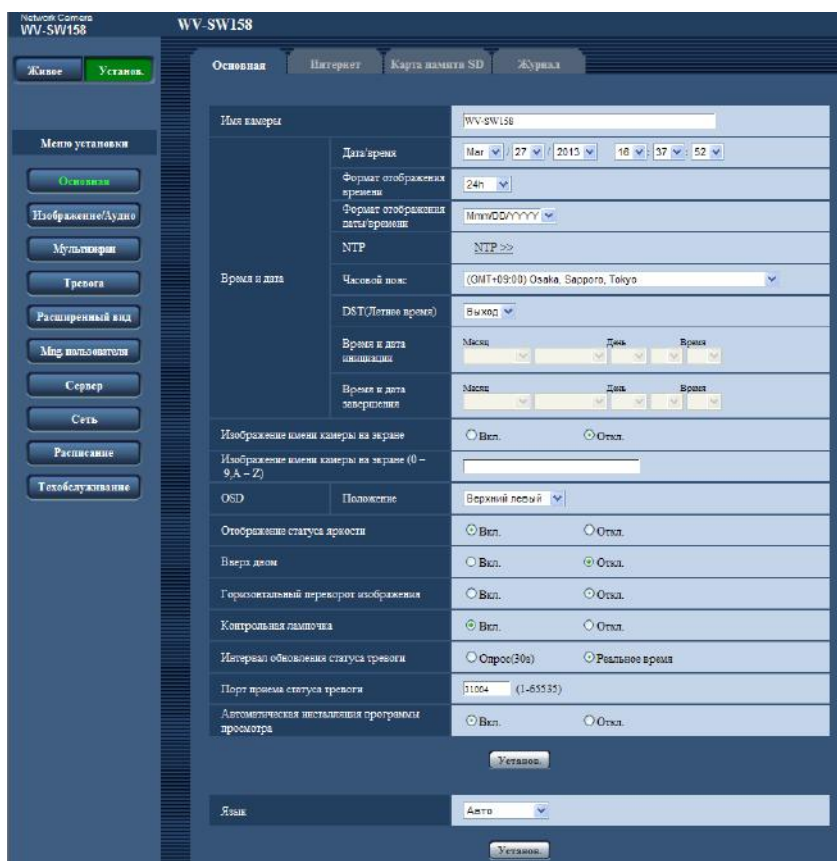 Network Camera
WV-SW158
WV-SW158
Живое
Установ.
Основная
Интернет
Карта памяти SD
Журнал
Меню установки
Основная
Изображение/Аудио
Мультиэкран
Тревога
Расширенный вид
Mng. пользователя
Сервер
Сеть
Расписание
Техобслуживание
Имя камеры
WV-SW158
Время и дата
Дата/время
Mar / 27 / 2013 16 : 37 : 52
Формат отображения
времени
24h
Формат отображения
даты/времени
Mmm/DD/YYYY
NTP
NTP >>
Часовой пояс
(GMT+09:00) Osaka, Sapporo, Tokyo
DST(Летнее время)
Выход
Время и дата
инициации
Месяц День Время
Время и дата
завершения
Месяц День Время
Изображение имени камеры на экране
Вкл. Откл.
Изображение имени камеры на экране (0 –
9,A – Z)
OSD
Положение
Верхний левый
Отображение статуса яркости
Вкл. Откл.
Вверх дном
Вкл. Откл.
Горизонтальный переворот изображения
Вкл. Откл.
Контрольная лампочка
Вкл. Откл.
Интервал обновления статуса тревоги
Опрос(30s) Реальное время
Порт приема статуса тревоги
31004 (1-65535)
Автоматическая инсталляция программы
просмотра
Вкл. Откл.
Установ.
Язык
Авто
Установ.